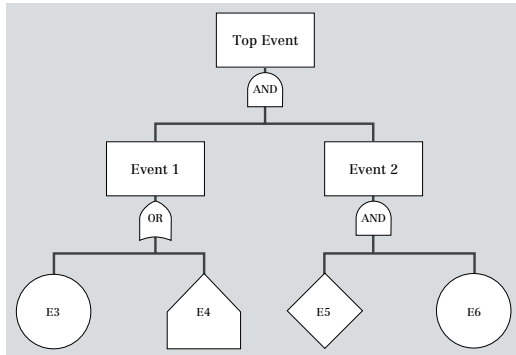 Top Event
AND
Event 1
Event 2
OR
AND
E3
E4
E5
E6